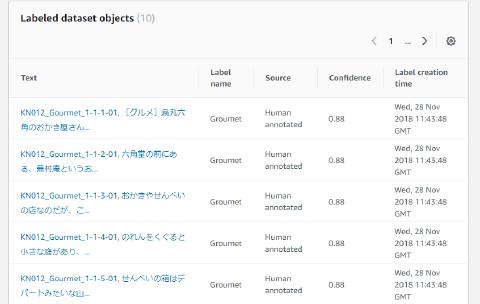 Labeled dataset objects (10)
1 ...
Text
Label name
Source
Confidence
Label creation time
KN012_Gourmet_1-1-1-01, [グルメ] 烏丸六
角のおかき屋さん...
Groumet
Human annotated
0.88
Wed, 28 Nov
2018 11:43:48
GMT
KN012_Gourmet_1-1-2-01, 六角堂の前にあ
る、蕪村庵というお...
Groumet
Human annotated
0.88
Wed, 28 Nov
2018 11:43:48
GMT
KN012_Gourmet_1-1-3-01, おかきやせんべい
の店なのだが、こ...
Groumet
Human annotated
0.88
Wed, 28 Nov
2018 11:43:48
GMT
KN012_Gourmet_1-1-4-01, のれんをくぐると
小さな庭があり、...
Groumet
Human annotated
0.88
Wed, 28 Nov
2018 11:43:48
GMT
KN012_Gourmet_1-1-5-01, せんべいの箱はデ
パートみたいな山...
Groumet
Human annotated
0.88
Wed, 28 Nov
2018 11:43:48
GMT